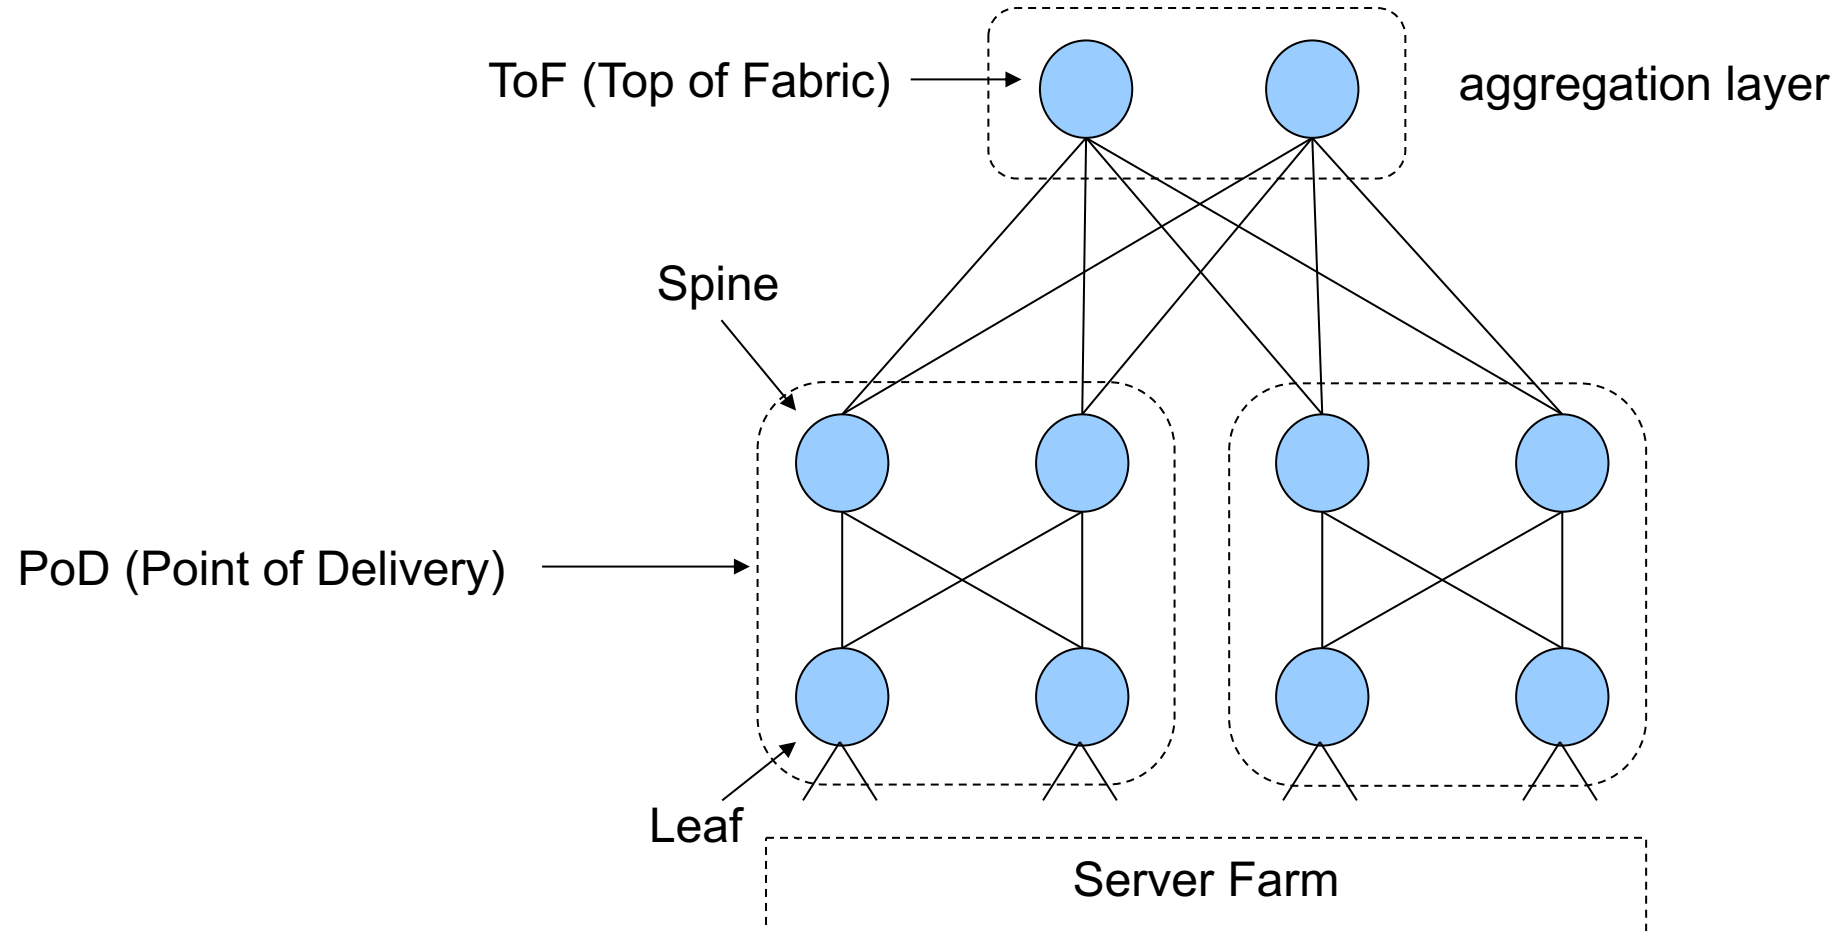 ToF (Top of Fabric)
aggregation layer
Spine
PoD (Point of Delivery)
Leaf
Server Farm